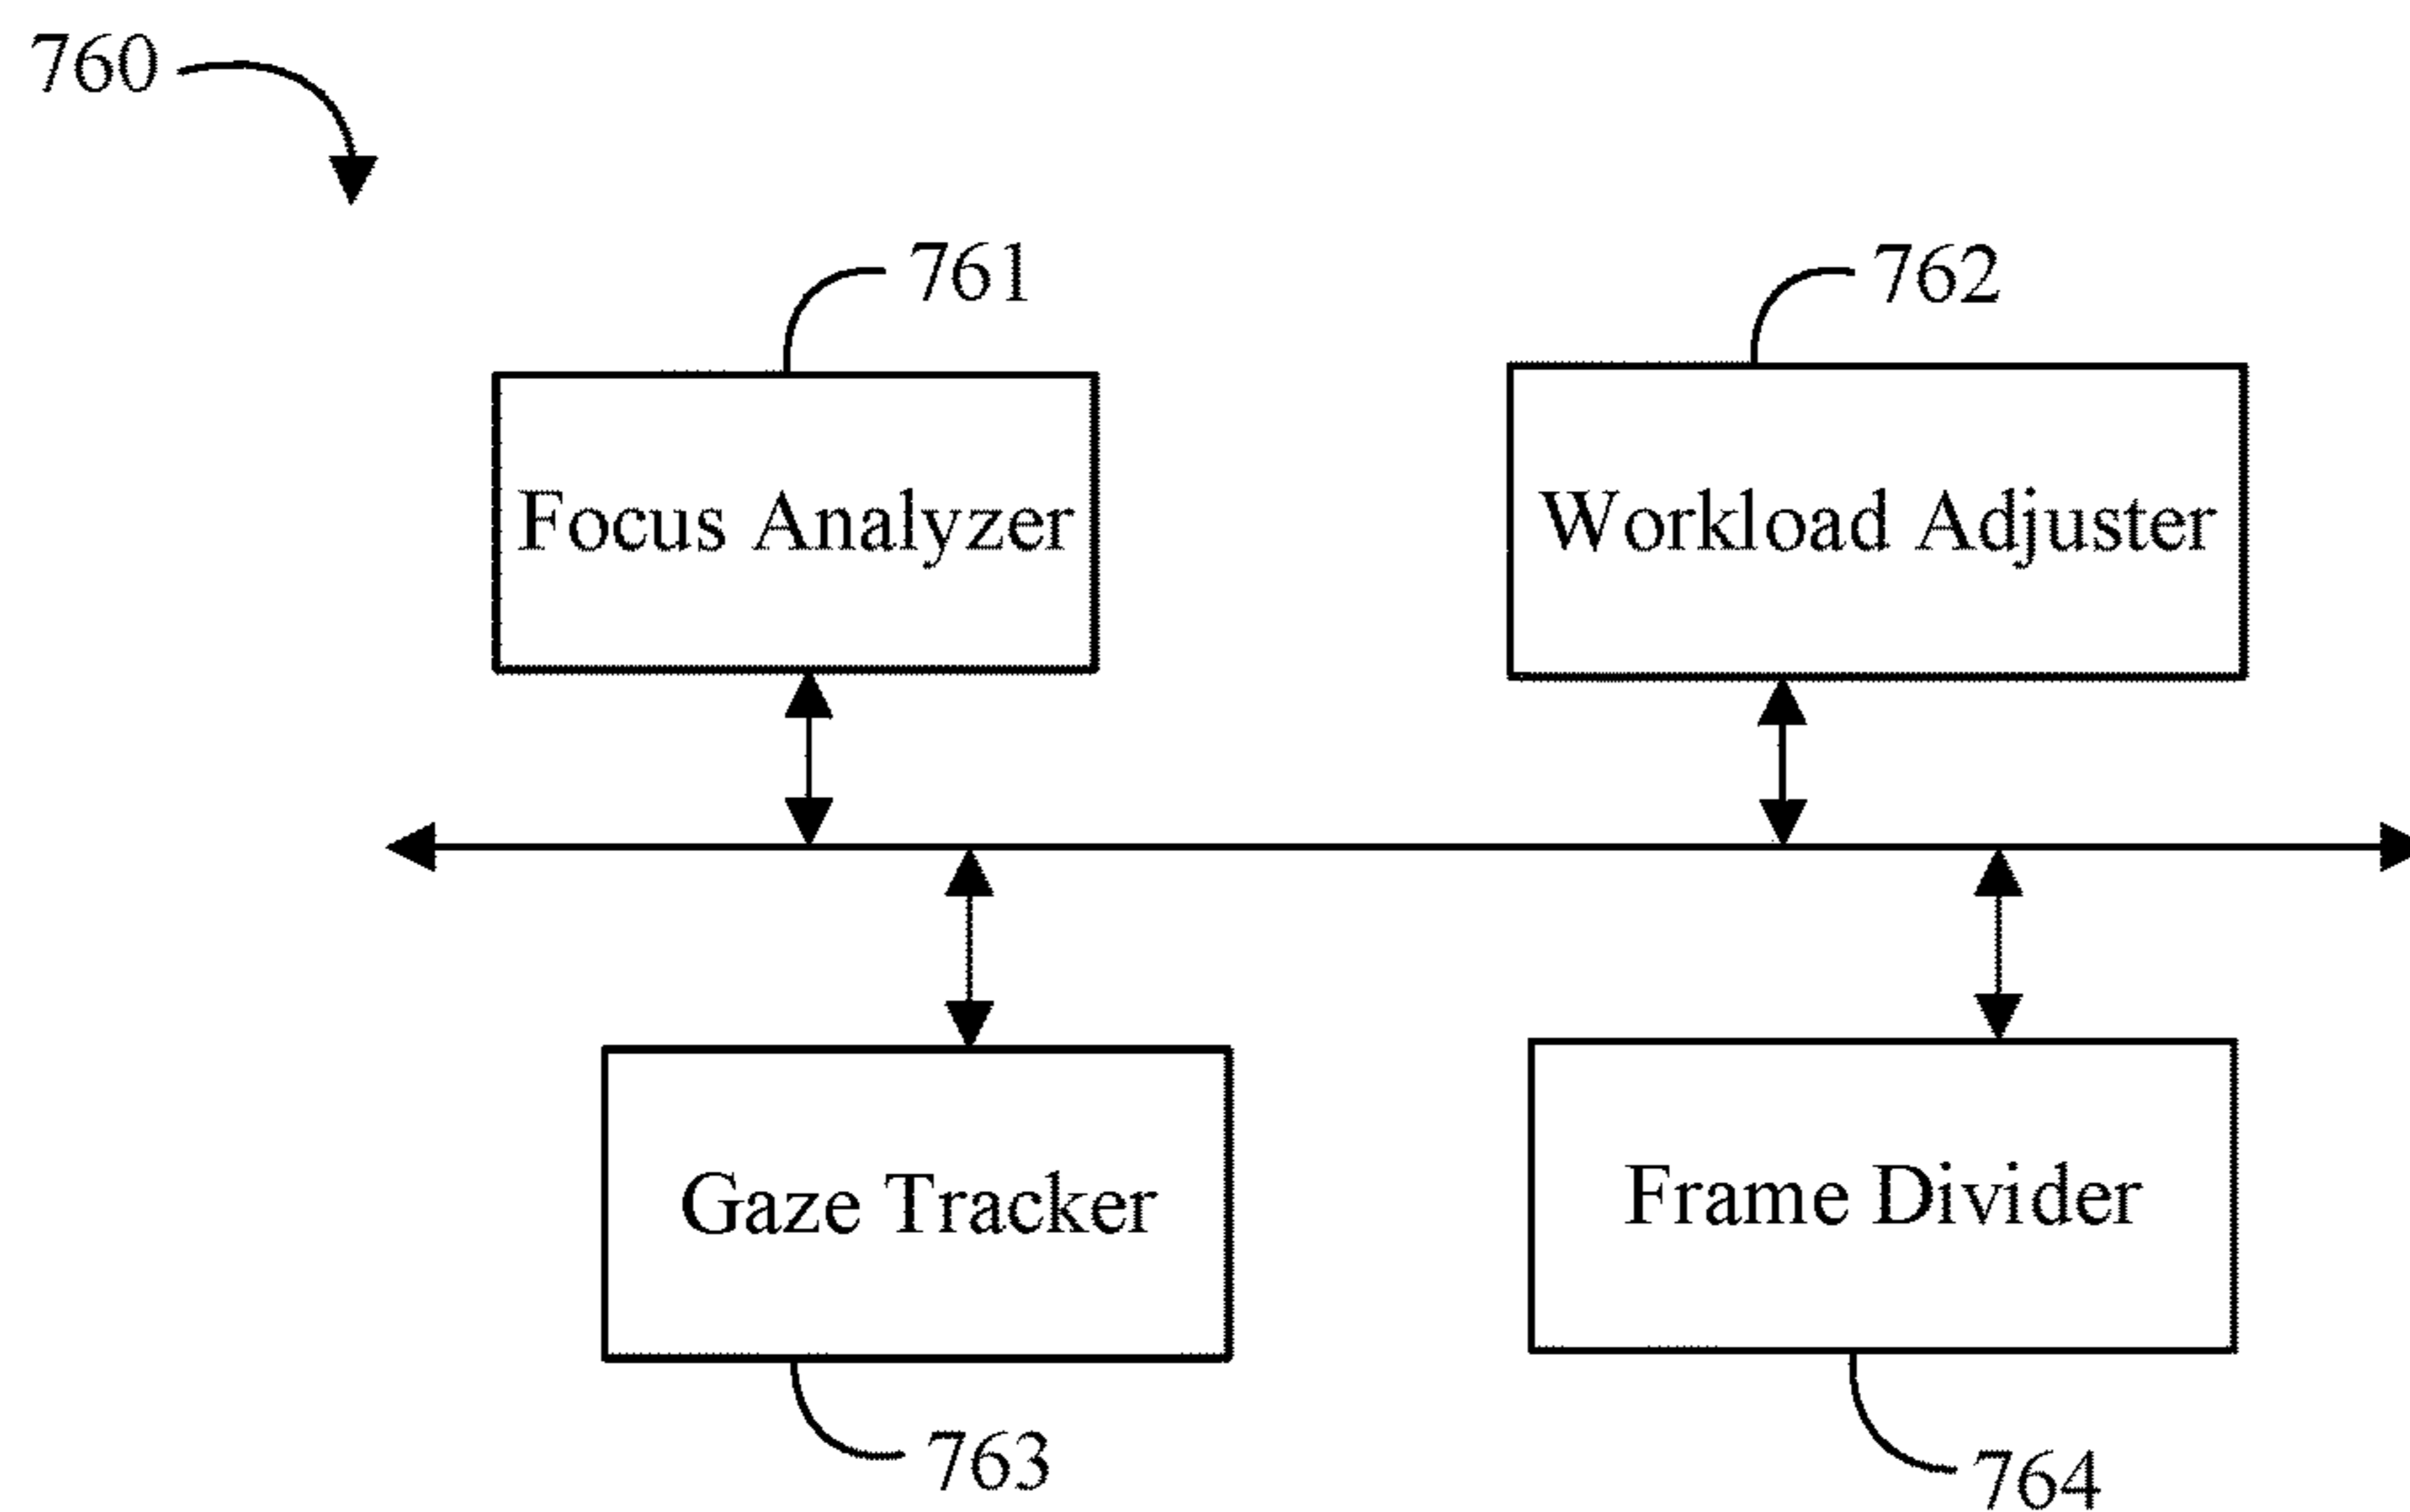 760
761
762
Focus Analyzer
Workload Adjuster
Gaze Tracker
Frame Divider
763
764